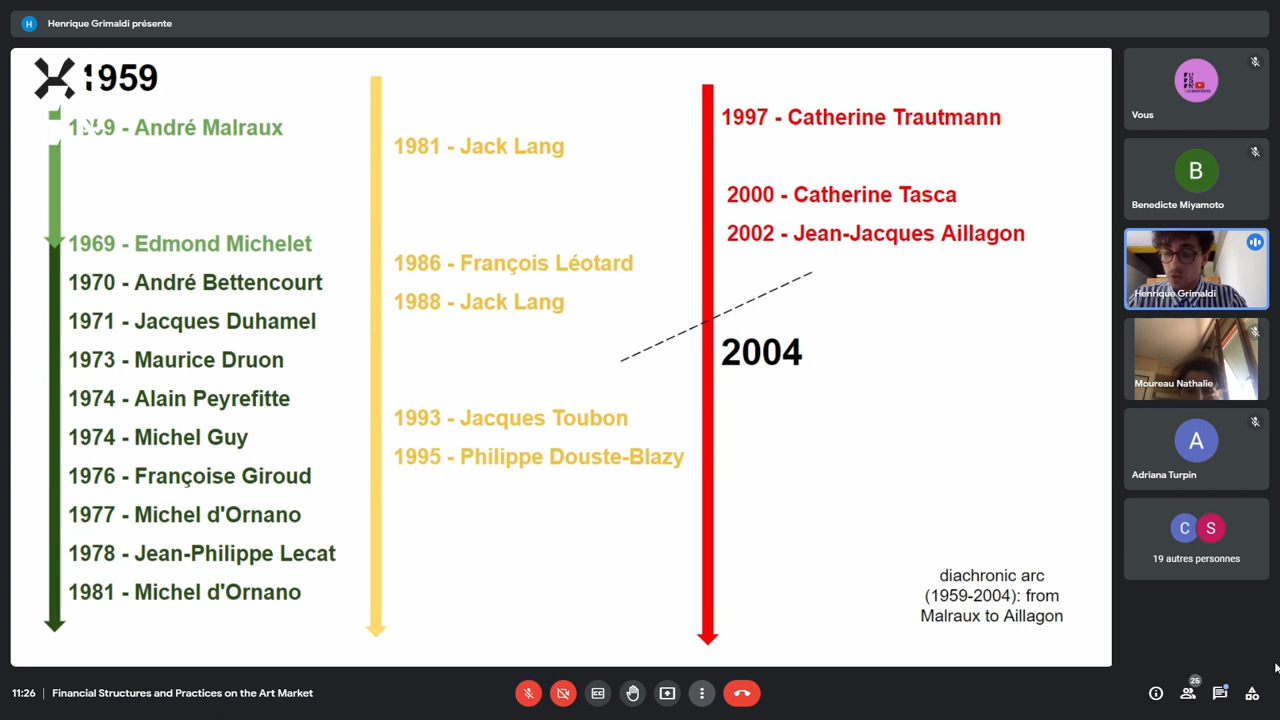 H
Henrique Grimaldi présente
1959
- André Malraux
1969 - Edmond Michelet
1970 - André Bettencourt
1971 - Jacques Duhamel
1973 - Maurice Druon
1974 - Alain Peyrefitte
1974 - Michel Guy
1976 - Françoise Giroud
1977 - Michel d'Ornano
1978 - Jean-Philippe Lecat
1981 - Michel d'Ornano
1981 - Jack Lang
1986 - François Léotard
1988 - Jack Lang
1993 - Jacques Toubon
1995 - Philippe Douste-Blazy
1997 - Catherine Trautmann
2000 - Catherine Tasca
2002 - Jean-Jacques Aillagon
2004
diachronic arc
(1959-2004): from
Malraux to Aillagon
Vous
B
Benedicte Miyamoto
Henrique Grimaldi
Moureau Nathalie
A
Adriana Turpin
C S
19 autres personnes
11:26 | Financial Structures and Practices on the Art Market
25